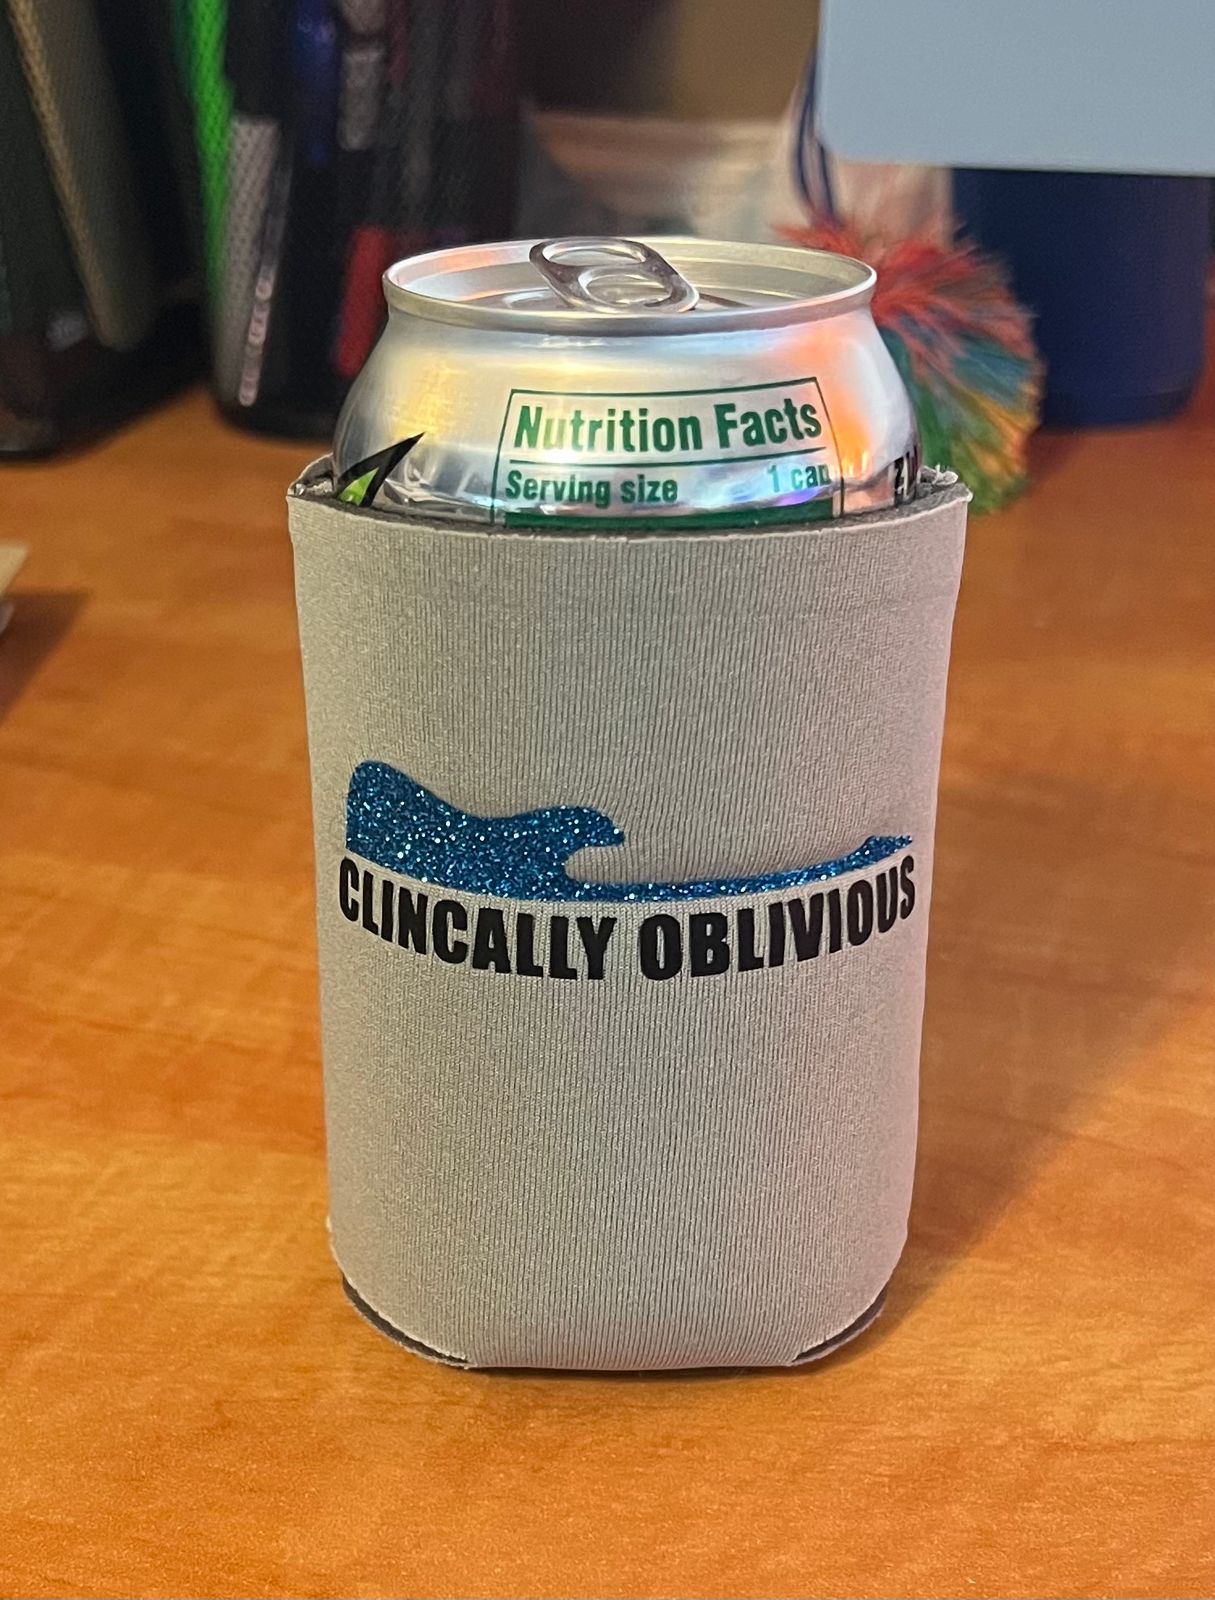 Nutrition Facts
Serving size 1 can
CLINCALLY OBLIVIOUS